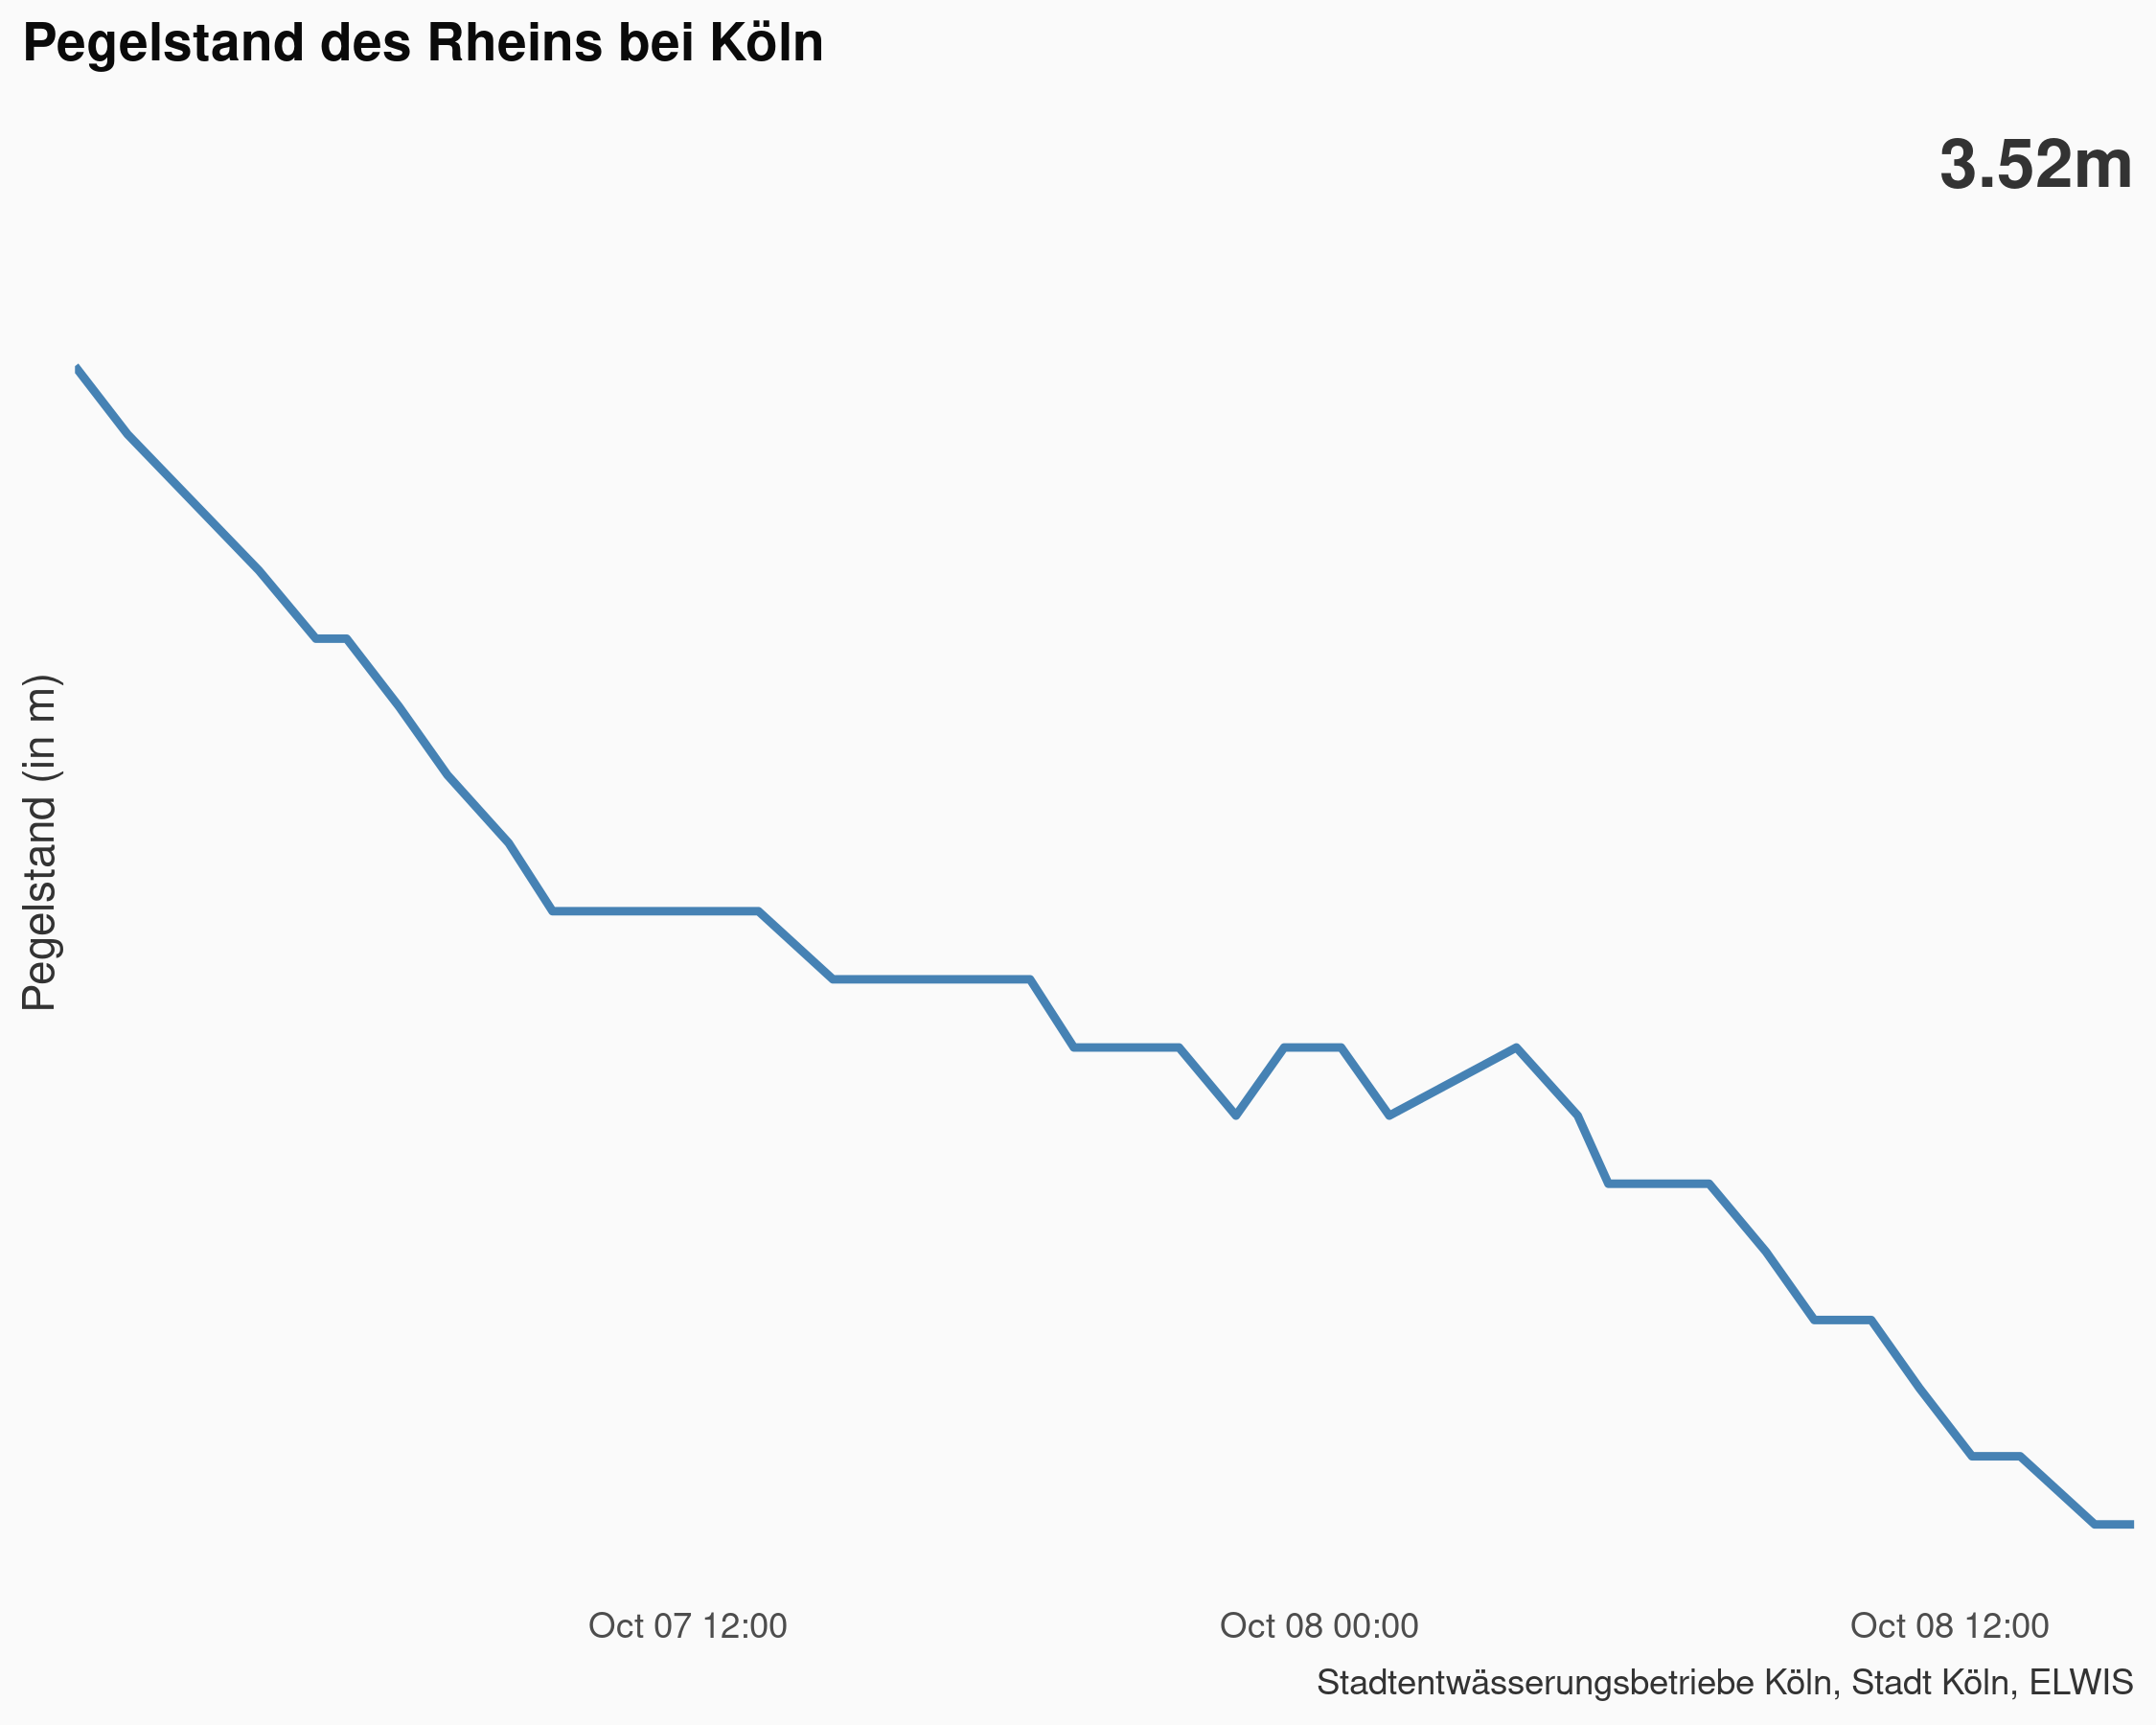 Pegelstand des Rheins bei Köln
3.52m
Pegelstand (in m)
Oct 07 12:00
Oct 08 00:00
Oct 08 12:00
Stadtentwässerungsbetriebe Köln, Stadt Köln, ELWIS